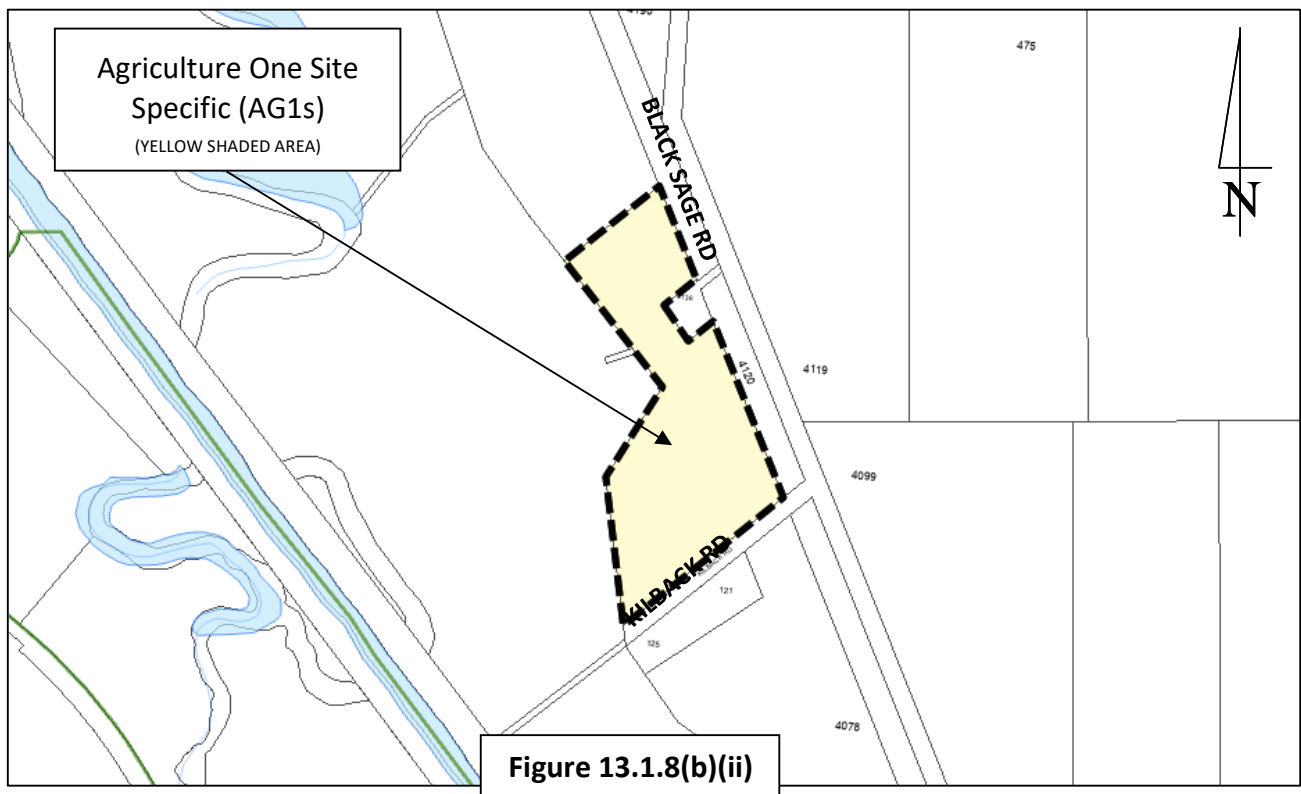 475
Agriculture One Site
Specific (AG1s)
(YELLOW SHADED AREA)
BLACK SAGE RD
N
4120
4119
4099
KILBACK RD
121
125
4078
Figure 13.1.8(b)(ii)